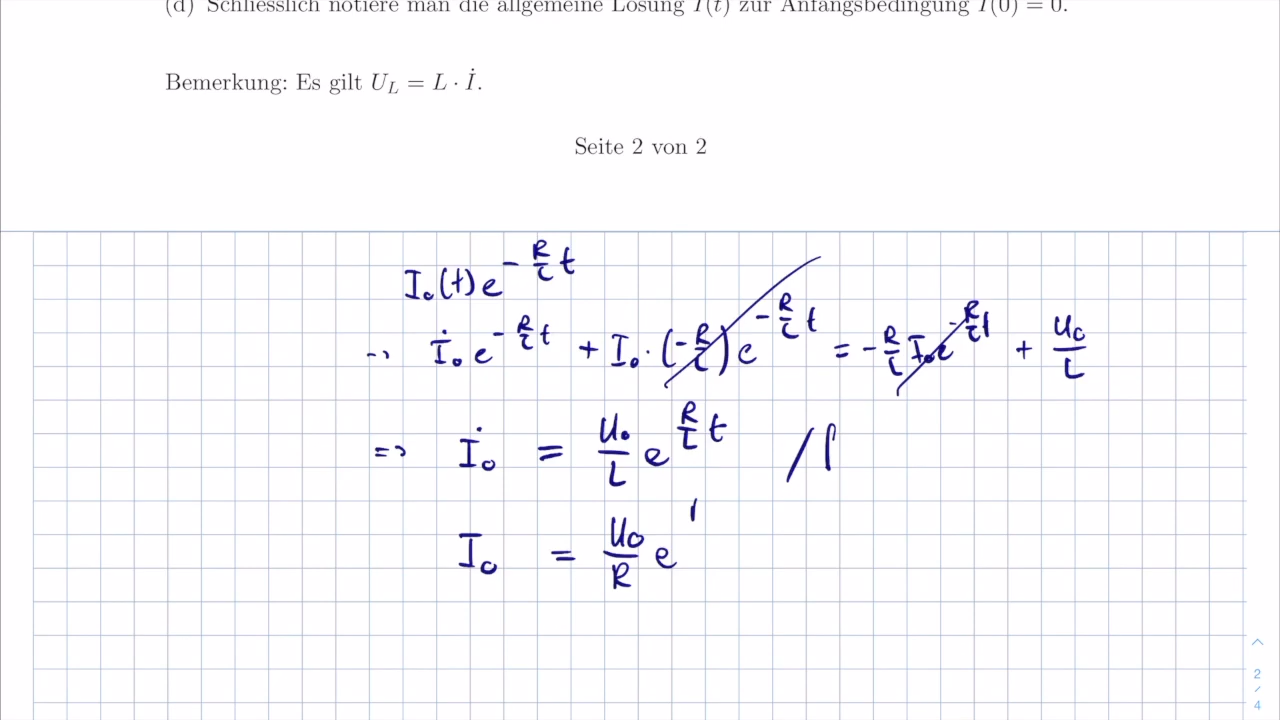 (d) Schliesslich notiere man die allgemeine Lösung I(t) zur Anfangsbedingung I(0) = 0.
Bemerkung: Es gilt U_L = L · İ.
Seite 2 von 2
I₀(t)e^{-R/L t}
→ İ₀ e^{-R/L t} + I₀ · (-R/L) e^{-R/L t} = -R/L I₀e^{-R/L t} + U₀/L
=> İ₀ = U₀/L e^{R/L t} /∫
I₀ = U₀/R e
2
/
4